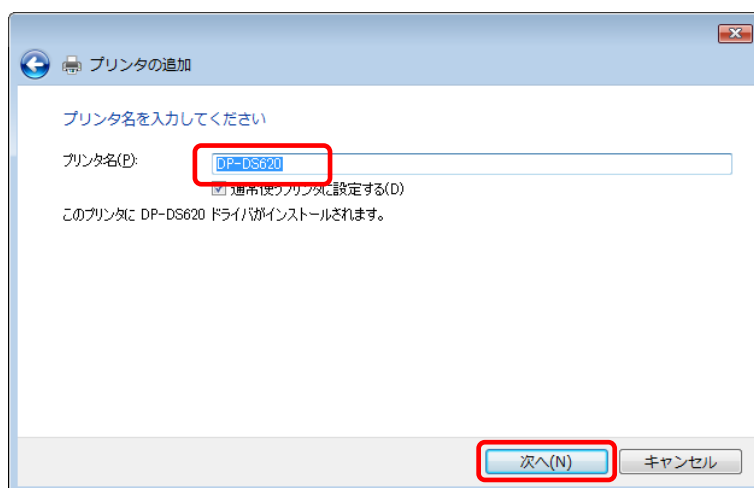 プリンタの追加
プリンタ名を入力してください
プリンタ名(P): DP-DS620
通常使うプリンタに設定する(D)
このプリンタに DP-DS620 ドライバがインストールされます。
次へ(N) キャンセル